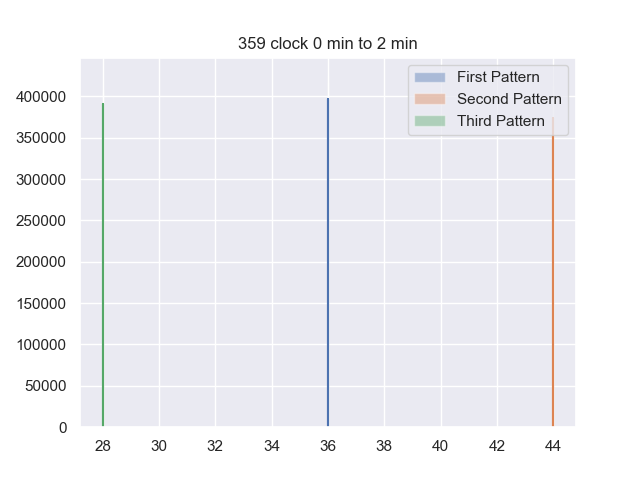 359 clock 0 min to 2 min
First Pattern
Second Pattern
Third Pattern
400000
350000
300000
250000
200000
150000
100000
50000
0
28 30 32 34 36 38 40 42 44